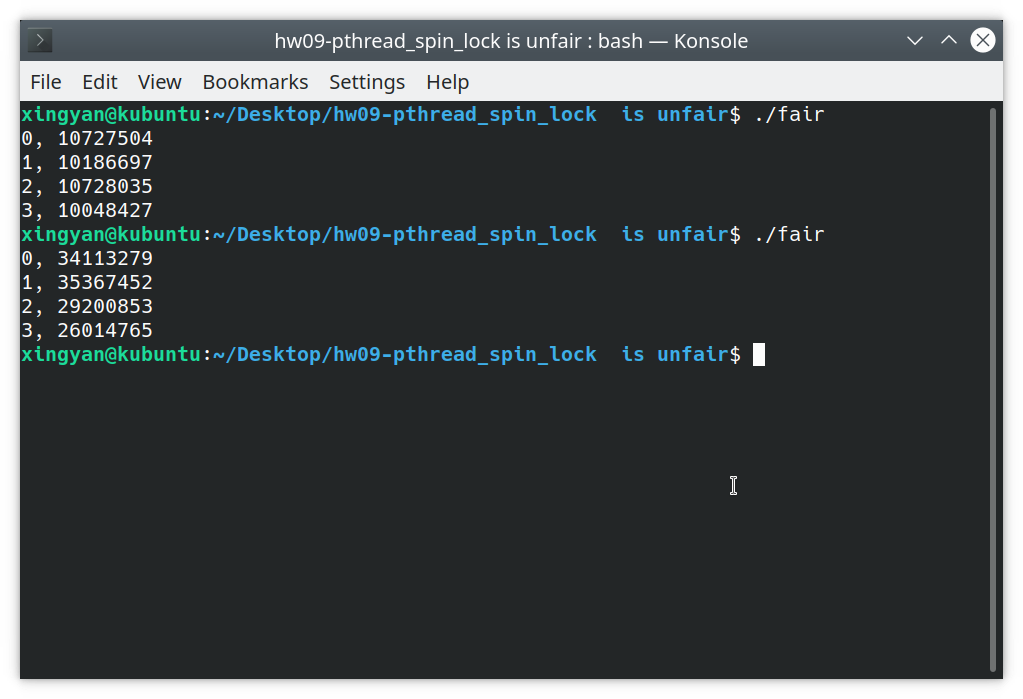 hw09-pthread_spin_lock is unfair : bash — Konsole
File Edit View Bookmarks Settings Help
xingyan@kubuntu:~/Desktop/hw09-pthread_spin_lock  is unfair$ ./fair
0, 10727504
1, 10186697
2, 10728035
3, 10048427
xingyan@kubuntu:~/Desktop/hw09-pthread_spin_lock  is unfair$ ./fair
0, 34113279
1, 35367452
2, 29200853
3, 26014765
xingyan@kubuntu:~/Desktop/hw09-pthread_spin_lock  is unfair$